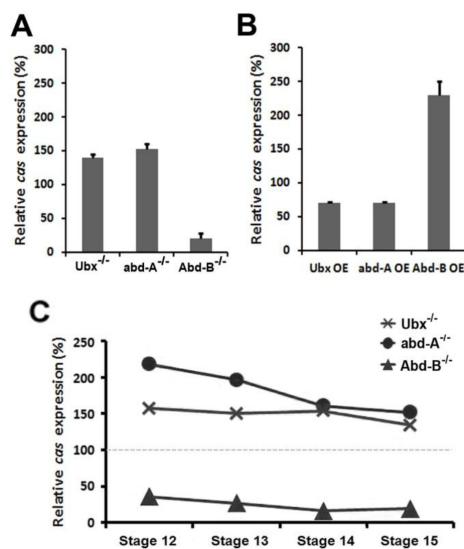 A
Relative cas expression (%)
300
250
200
150
100
50
0
Ubx-/-
abd-A-/-
Abd-B-/-
B
Relative cas expression (%)
300
250
200
150
100
50
0
Ubx OE
abd-A OE
Abd-B OE
C
Relative cas expression (%)
250
200
150
100
50
0
Stage 12
Stage 13
Stage 14
Stage 15
Ubx-/-
abd-A-/-
Abd-B-/-